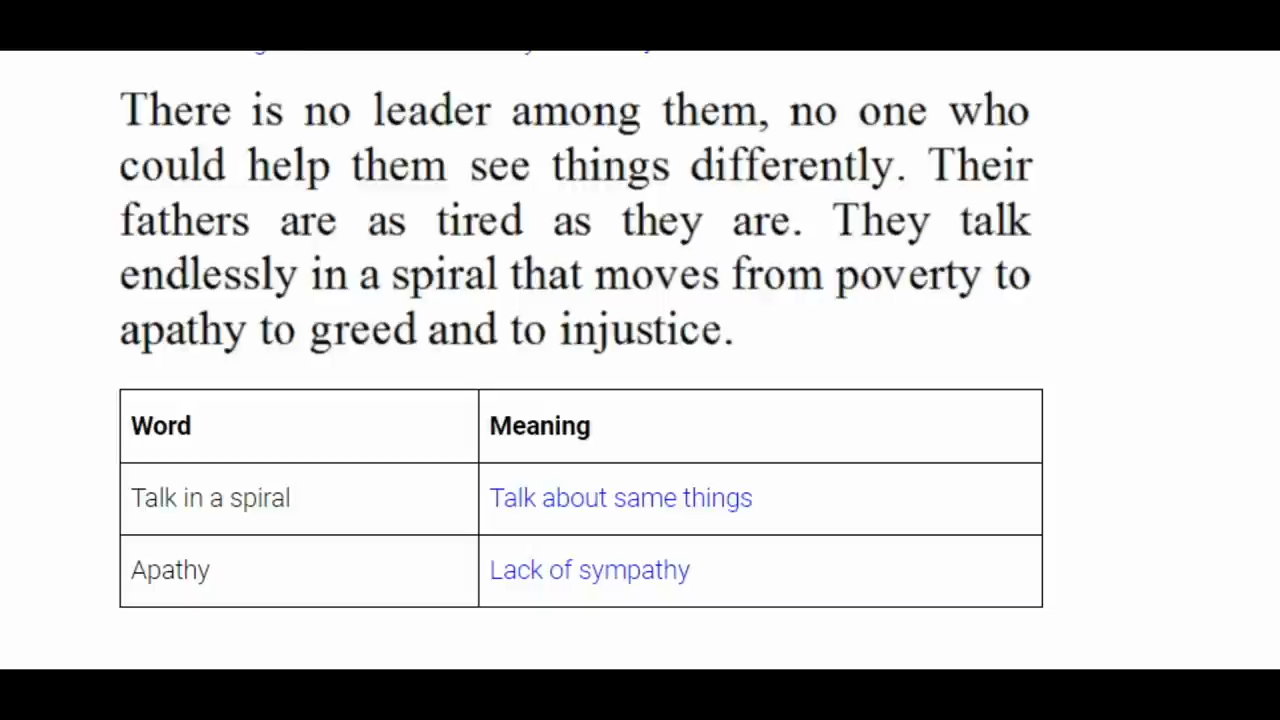 There is no leader among them, no one who
could help them see things differently. Their
fathers are as tired as they are. They talk
endlessly in a spiral that moves from poverty to
apathy to greed and to injustice.
Word Meaning
Talk in a spiral Talk about same things
Apathy Lack of sympathy